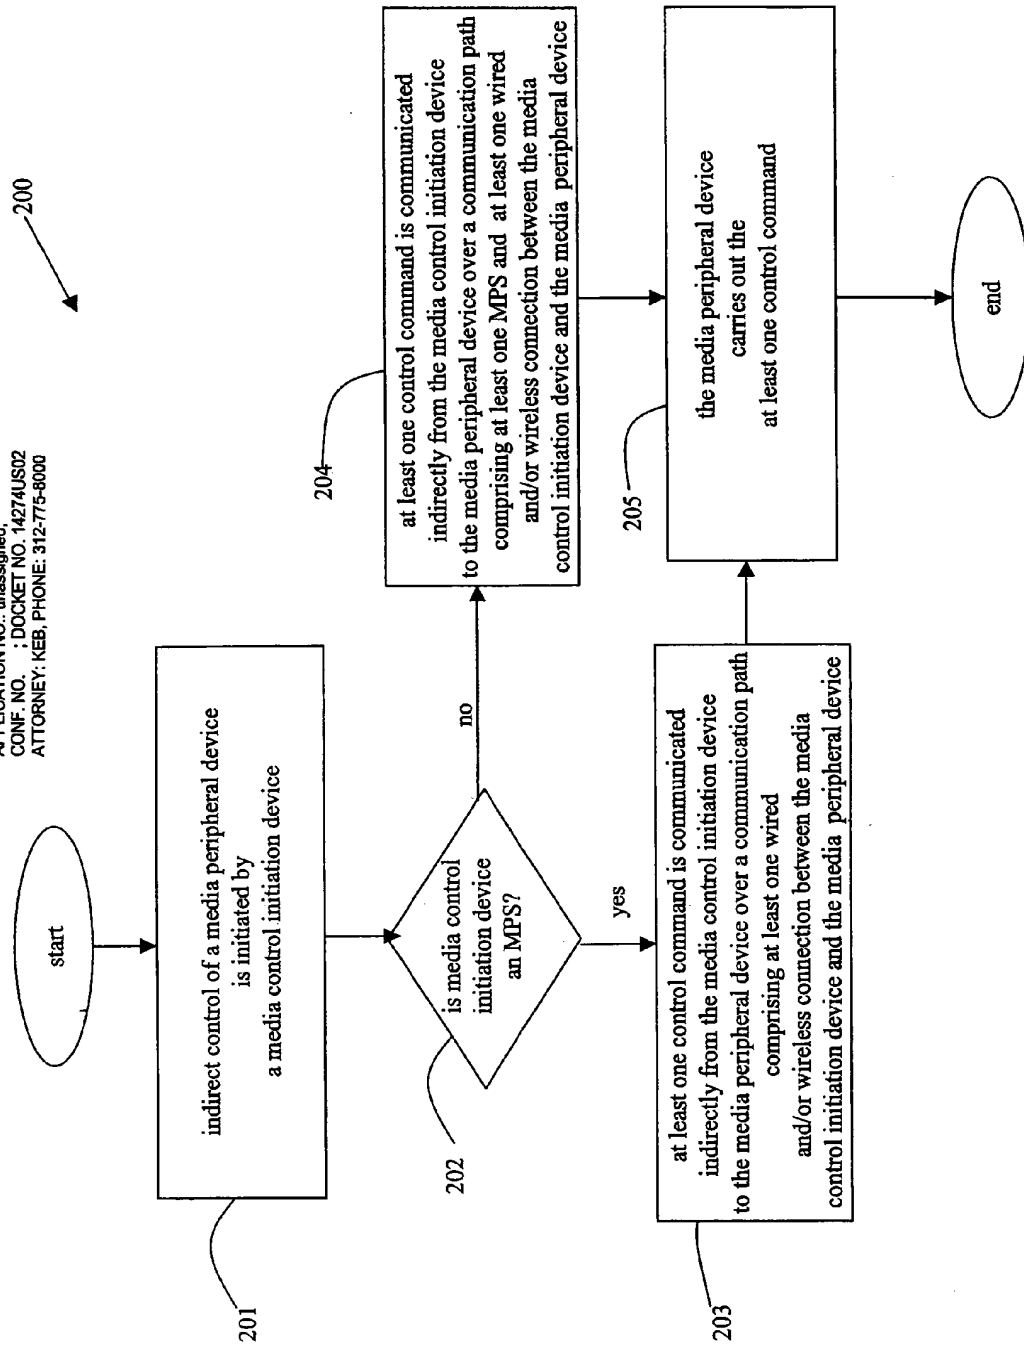 APPLICATION NO.: unassigned,
CONF. NO. ; DOCKET NO. 14274US02
ATTORNEY: KEB, PHONE: 312-775-8000
200
start
201
indirect control of a media peripheral device
is initiated by
a media control initiation device
202
is media control
initiation device
an MPS?
no
yes
204
at least one control command is communicated
indirectly from the media control initiation device
to the media peripheral device over a communication path
comprising at least one MPS and at least one wired
and/or wireless connection between the media
control initiation device and the media peripheral device
203
at least one control command is communicated
indirectly from the media control initiation device
to the media peripheral device over a communication path
comprising at least one wired
and/or wireless connection between the media
control initiation device and the media peripheral device
205
the media peripheral device
carries out the
at least one control command
end